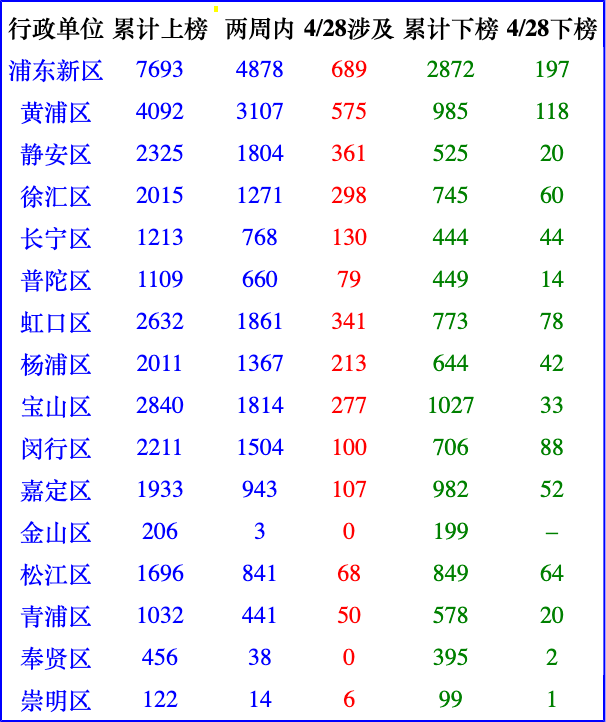 行政单位 累计上榜 两周内 4/28涉及 累计下榜 4/28下榜
浦东新区 7693 4878 689 2872 197
黄浦区 4092 3107 575 985 118
静安区 2325 1804 361 525 20
徐汇区 2015 1271 298 745 60
长宁区 1213 768 130 444 44
普陀区 1109 660 79 449 14
虹口区 2632 1861 341 773 78
杨浦区 2011 1367 213 644 42
宝山区 2840 1814 277 1027 33
闵行区 2211 1504 100 706 88
嘉定区 1933 943 107 982 52
金山区 206 3 0 199 –
松江区 1696 841 68 849 64
青浦区 1032 441 50 578 20
奉贤区 456 38 0 395 2
崇明区 122 14 6 99 1